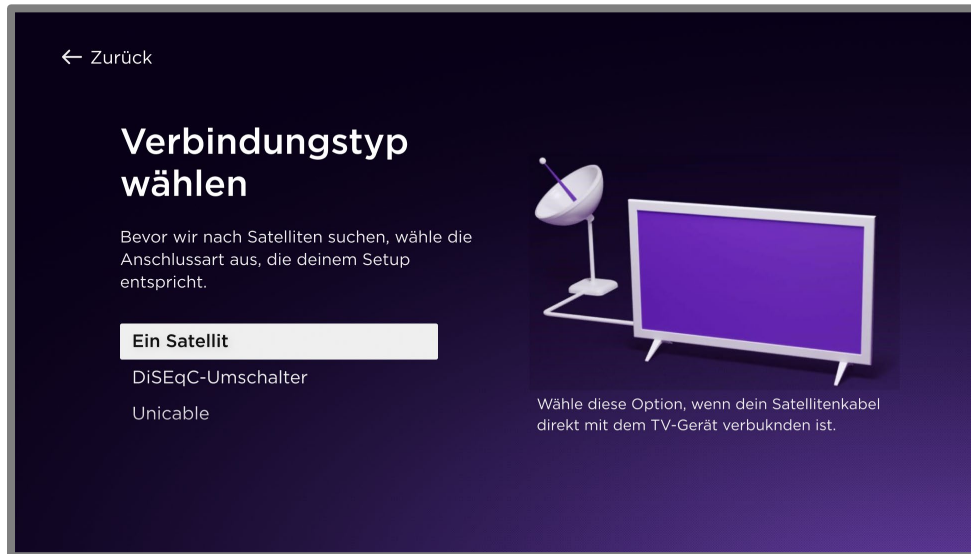 ← Zurück
Verbindungstyp
wählen
Bevor wir nach Satelliten suchen, wähle die
Anschlussart aus, die deinem Setup
entspricht.
Ein Satellit
DiSEqC-Umschalter
Unicable
Wähle diese Option, wenn dein Satellitenkabel
direkt mit dem TV-Gerät verbuknden ist.